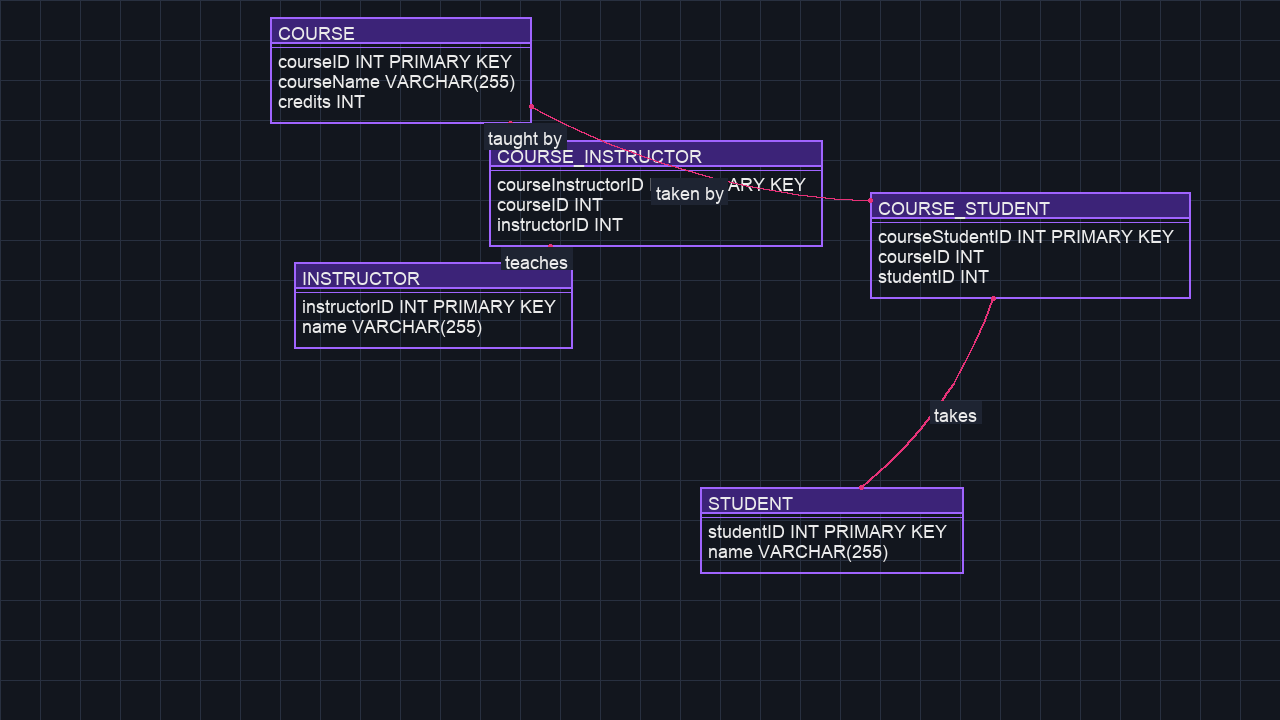 COURSE
courseID INT PRIMARY KEY
courseName VARCHAR(255)
credits INT
taught by
COURSE_INSTRUCTOR
courseInstructorID ARY KEY
courseID INT
instructorID INT
taken by
COURSE_STUDENT
courseStudentID INT PRIMARY KEY
courseID INT
studentID INT
teaches
INSTRUCTOR
instructorID INT PRIMARY KEY
name VARCHAR(255)
takes
STUDENT
studentID INT PRIMARY KEY
name VARCHAR(255)